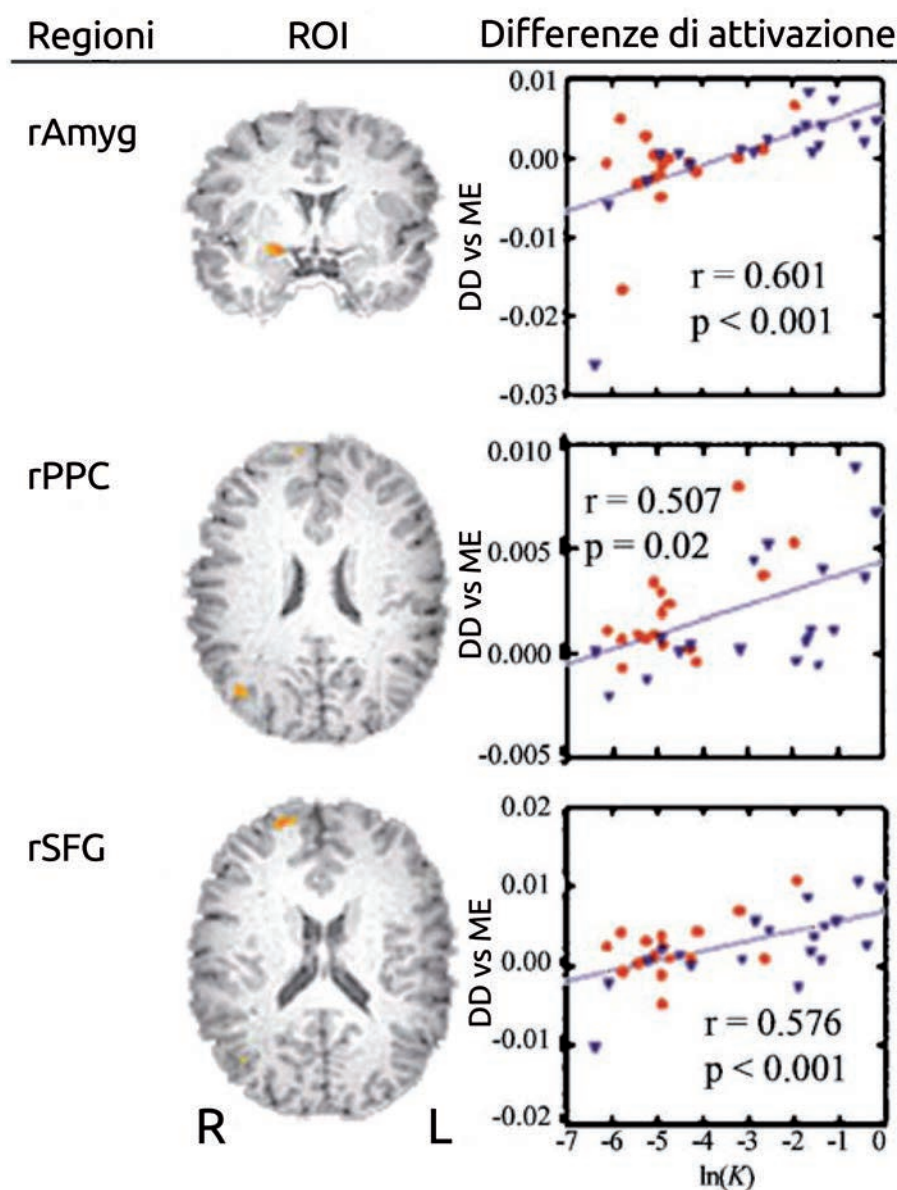 Regioni ROI Differenze di attivazione
rAmyg
DD vs ME
0.01
0.00
-0.01
-0.02
-0.03
r = 0.601
p < 0.001
rPPC
DD vs ME
0.010
0.005
0.000
-0.005
r = 0.507
p = 0.02
rSFG
DD vs ME
0.02
0.01
0.00
-0.01
-0.02
r = 0.576
p < 0.001
R L
-7 -6 -5 -4 -3 -2 -1 0
ln(K)